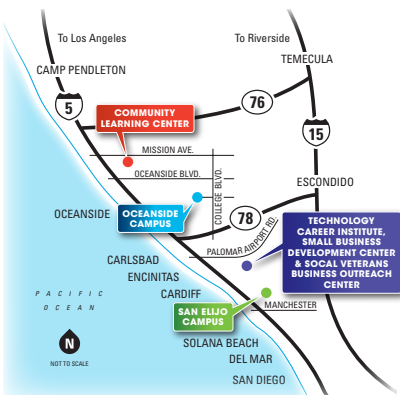 To Los Angeles
To Riverside
TEMECULA
CAMP PENDLETON
5
76
COMMUNITY
LEARNING CENTER
15
MISSION AVE.
OCEANSIDE BLVD.
COLLEGE BLVD.
ESCONDIDO
OCEANSIDE
OCEANSIDE
CAMPUS
78
PALOMAR AIRPORT RD.
TECHNOLOGY
CAREER INSTITUTE,
SMALL BUSINESS
DEVELOPMENT CENTER
& SOCAL VETERANS
BUSINESS OUTREACH
CENTER
CARLSBAD
ENCINITAS
CARDIFF
PACIFIC
OCEAN
SAN ELIJO
CAMPUS
MANCHESTER
N
NOT TO SCALE
SOLANA BEACH
DEL MAR
SAN DIEGO